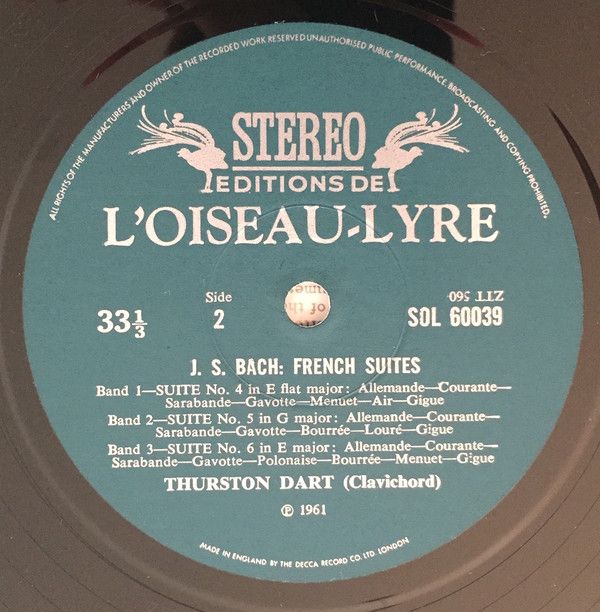 ALL RIGHTS OF THE MANUFACTURERS AND OWNER OF THE RECORDED WORK RESERVED UNAUTHORISED PUBLIC PERFORMANCE, BROADCASTING AND COPYING PROHIBITED.
STEREO
EDITIONS DE
L'OISEAU-LYRE
33⅓
Side
2
ZIT 560
SOL 60039
J. S. BACH: FRENCH SUITES
Band 1—SUITE No. 4 in E flat major: Allemande—Courante—
Sarabande—Gavotte—Menuet—Air—Gigue
Band 2—SUITE No. 5 in G major: Allemande—Courante—
Sarabande—Gavotte—Bourrée—Louré—Gigue
Band 3—SUITE No. 6 in E major: Allemande—Courante—
Sarabande—Gavotte—Polonaise—Bourrée—Menuet—Gigue
THURSTON DART (Clavichord)
℗ 1961
MADE IN ENGLAND BY THE DECCA RECORD CO. LTD. LONDON